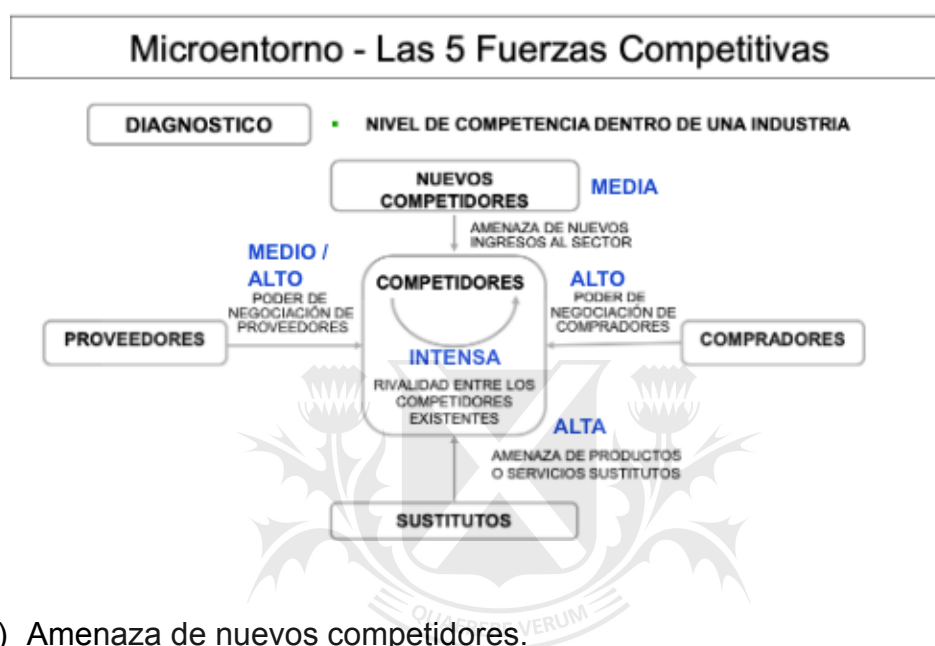 Microentorno - Las 5 Fuerzas Competitivas
DIAGNOSTICO
▪ NIVEL DE COMPETENCIA DENTRO DE UNA INDUSTRIA
NUEVOS
COMPETIDORES
MEDIA
AMENAZA DE NUEVOS
INGRESOS AL SECTOR
MEDIO /
ALTO
PODER DE
NEGOCIACIÓN DE
PROVEEDORES
PROVEEDORES
COMPETIDORES
INTENSA
RIVALIDAD ENTRE LOS
COMPETIDORES
EXISTENTES
ALTO
PODER DE
NEGOCIACIÓN DE
COMPRADORES
COMPRADORES
ALTA
AMENAZA DE PRODUCTOS
O SERVICIOS SUSTITUTOS
SUSTITUTOS
QUAERERE VERUM
) Amenaza de nuevos competidores.